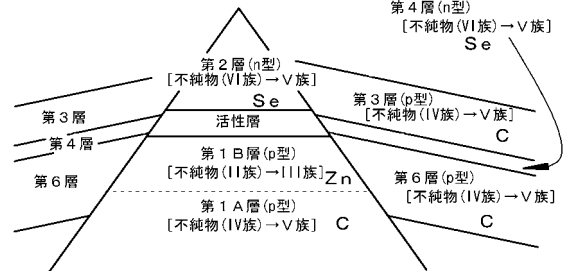 第4層(n型)
[不純物(VI族)→V族]
Se
第2層(n型)
[不純物(VI族)→V族]
Se
第3層
第3層(p型)
[不純物(IV族)→V族]
C
活性層
第4層
第1B層(p型)
[不純物(II族)→III族]
Zn
第6層
第6層(p型)
[不純物(IV族)→V族]
C
第1A層(p型)
[不純物(IV族)→V族]
C